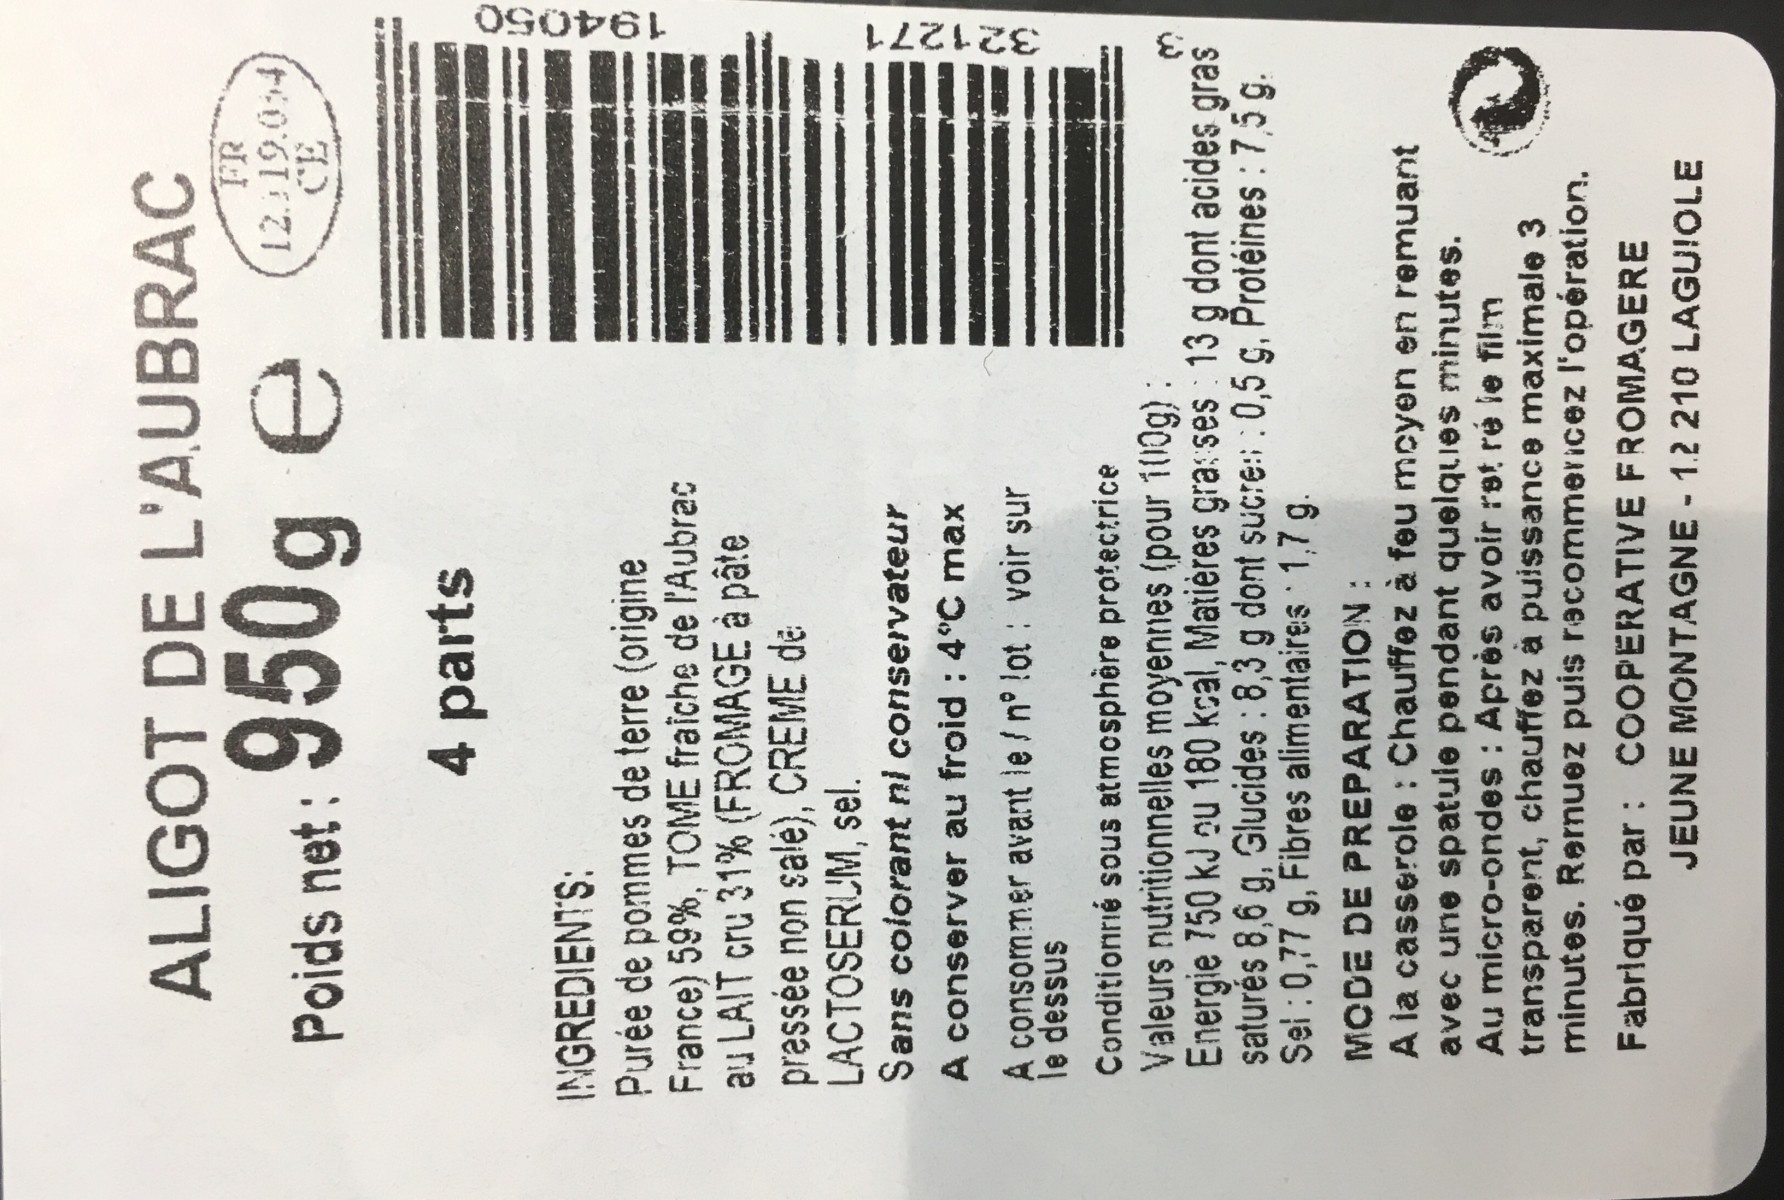 ALIGOT DE L'AUBRAC
Poids net : 950g e
FR
CE
4 parts
3 321271 194050
INGREDIENTS:
Purée de pommes de terre (origine
France) 59%, TOME fraîche de l'Aubrac
au LAIT cru 31% (FROMAGE à pâte
pressée non salé), CREME de
LACTOSERUM, sel.
Sans colorant ni conservateur
A conserver au froid : 4°C max
A consommer avant le / n° lot : voir sur
le dessus
Conditionné sous atmosphère protectrice
Valeurs nutritionnelles moyennes (pour 100g) :
Energie 750 kJ ou 180 kcal, Matières grasses : 13 g dont acides gras
saturés 8,6 g, Glucides : 8,3 g dont sucres : 0,5 g, Protéines : 7,5 g.
Sel : 0,77 g, Fibres alimentaires : 1,7 g.
MODE DE PREPARATION :
A la casserole : Chauffez à feu moyen en remuant
avec une spatule pendant quelques minutes.
Au micro-ondes : Après avoir retiré le film
transparent, chauffez à puissance maximale 3
minutes. Remuez puis recommencez l'opération.
Fabriqué par : COOPERATIVE FROMAGERE
JEUNE MONTAGNE - 12 210 LAGUIOLE